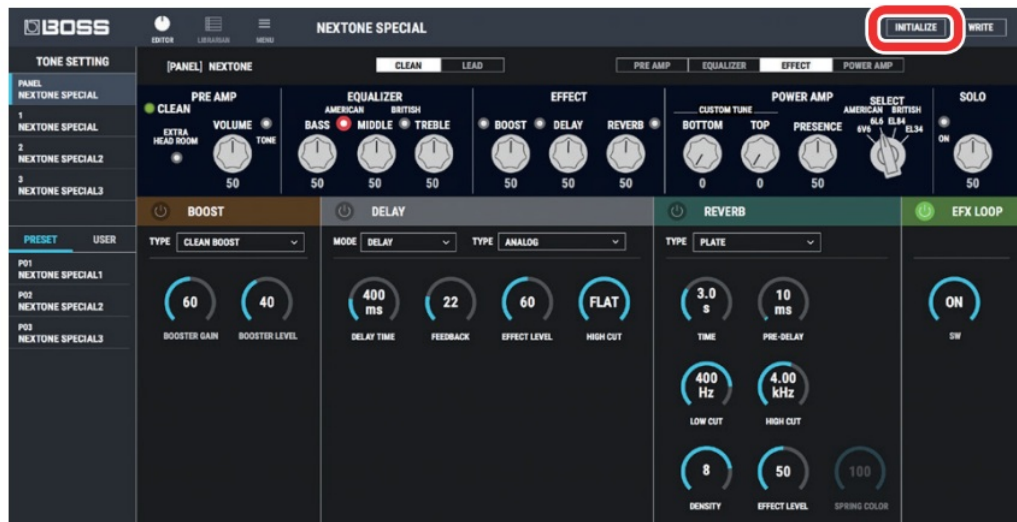 BOSS
EDITOR LIBRARIAN MENU NEXTONE SPECIAL INITIALIZE WRITE
TONE SETTING
PANEL
NEXTONE SPECIAL
1
NEXTONE SPECIAL
2
NEXTONE SPECIAL2
3
NEXTONE SPECIAL3
PRESET USER
P01
NEXTONE SPECIAL1
P02
NEXTONE SPECIAL2
P03
NEXTONE SPECIAL3
[PANEL] NEXTONE CLEAN LEAD PRE AMP EQUALIZER EFFECT POWER AMP
PRE AMP
CLEAN
EXTRA
HEAD ROOM
VOLUME
TONE
50
EQUALIZER
AMERICAN BRITISH
BASS MIDDLE TREBLE
50 50 50
EFFECT
BOOST DELAY REVERB
50 50 50
POWER AMP
CUSTOM TUNE
BOTTOM TOP PRESENCE
0 0 50
SELECT
AMERICAN BRITISH
6L6 EL84
6V6 EL34
SOLO
ON
50
BOOST
TYPE CLEAN BOOST
60 40
BOOSTER GAIN BOOSTER LEVEL
DELAY
MODE DELAY TYPE ANALOG
400 ms 22 60 FLAT
DELAY TIME FEEDBACK EFFECT LEVEL HIGH CUT
REVERB
TYPE PLATE
3.0 s 10 ms
TIME PRE-DELAY
400 Hz 4.00 kHz
LOW CUT HIGH CUT
8 50 100
DENSITY EFFECT LEVEL SPRING COLOR
EFX LOOP
ON
SW